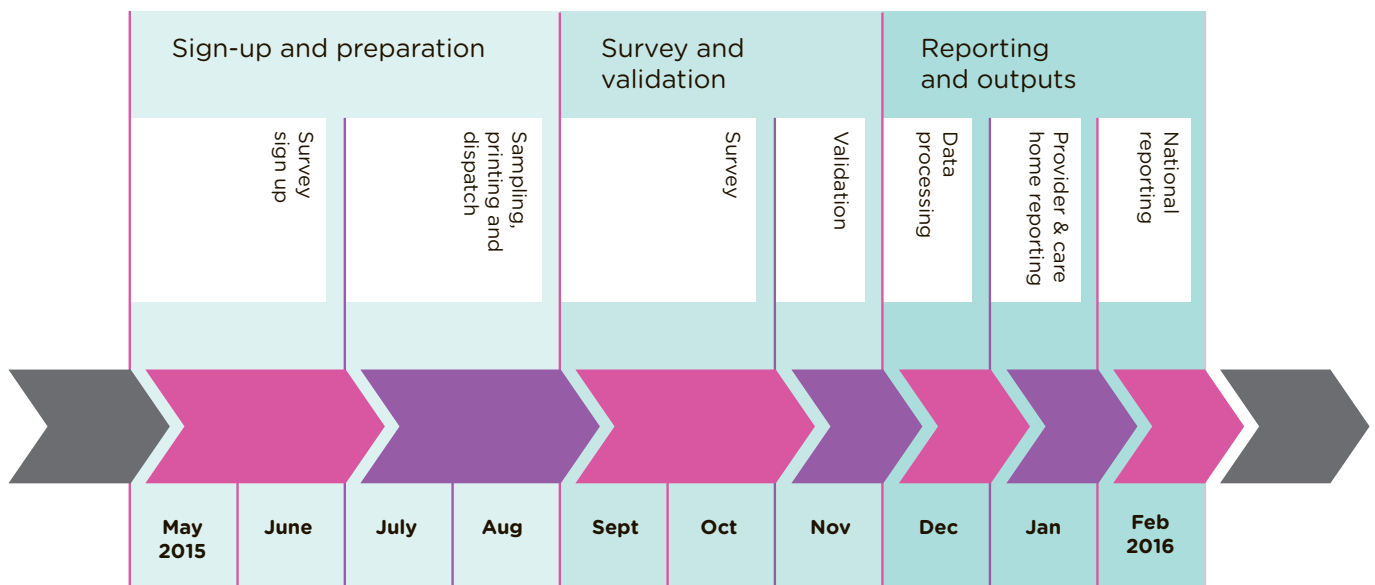 Sign-up and preparation
Survey and
validation
Reporting
and outputs
Survey
sign up
Sampling,
printing and
dispatch
Survey
Validation
Data
processing
Provider & care
home reporting
National
reporting
May
2015
June
July
Aug
Sept
Oct
Nov
Dec
Jan
Feb
2016